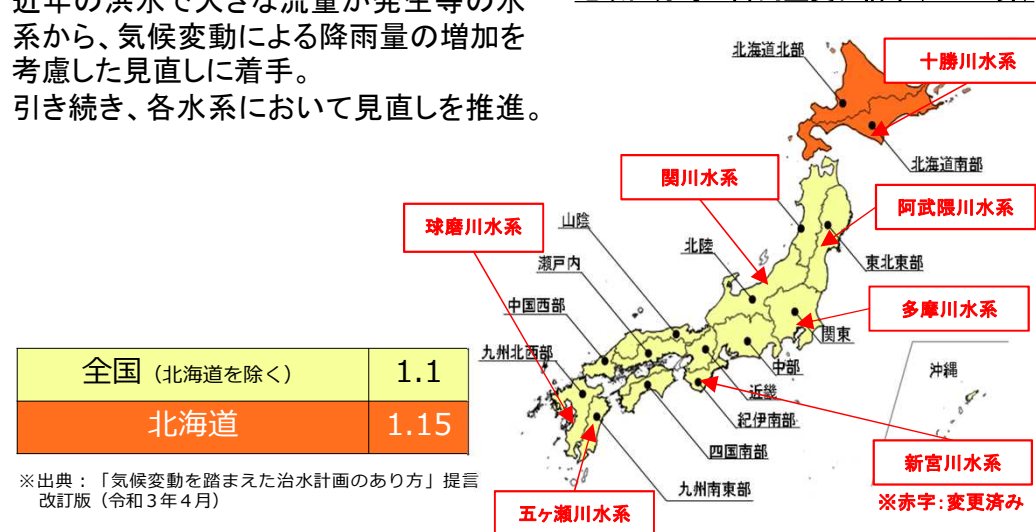 近年の洪水で大きな流量が発生等の水
系から、気候変動による降雨量の増加を
考慮した見直しに着手。
引き続き、各水系において見直しを推進。
北海道北部
十勝川水系
北海道南部
関川水系
阿武隈川水系
球磨川水系
山陰
北陸
東北東部
瀬戸内
中国西部
多摩川水系
関東
九州北西部
中部
沖縄
近畿
紀伊南部
四国南部
新宮川水系
九州南東部
五ヶ瀬川水系
※赤字:変更済み
全国（北海道を除く） 1.1
北海道 1.15
※出典：「気候変動を踏まえた治水計画のあり方」提言
改訂版（令和３年４月）